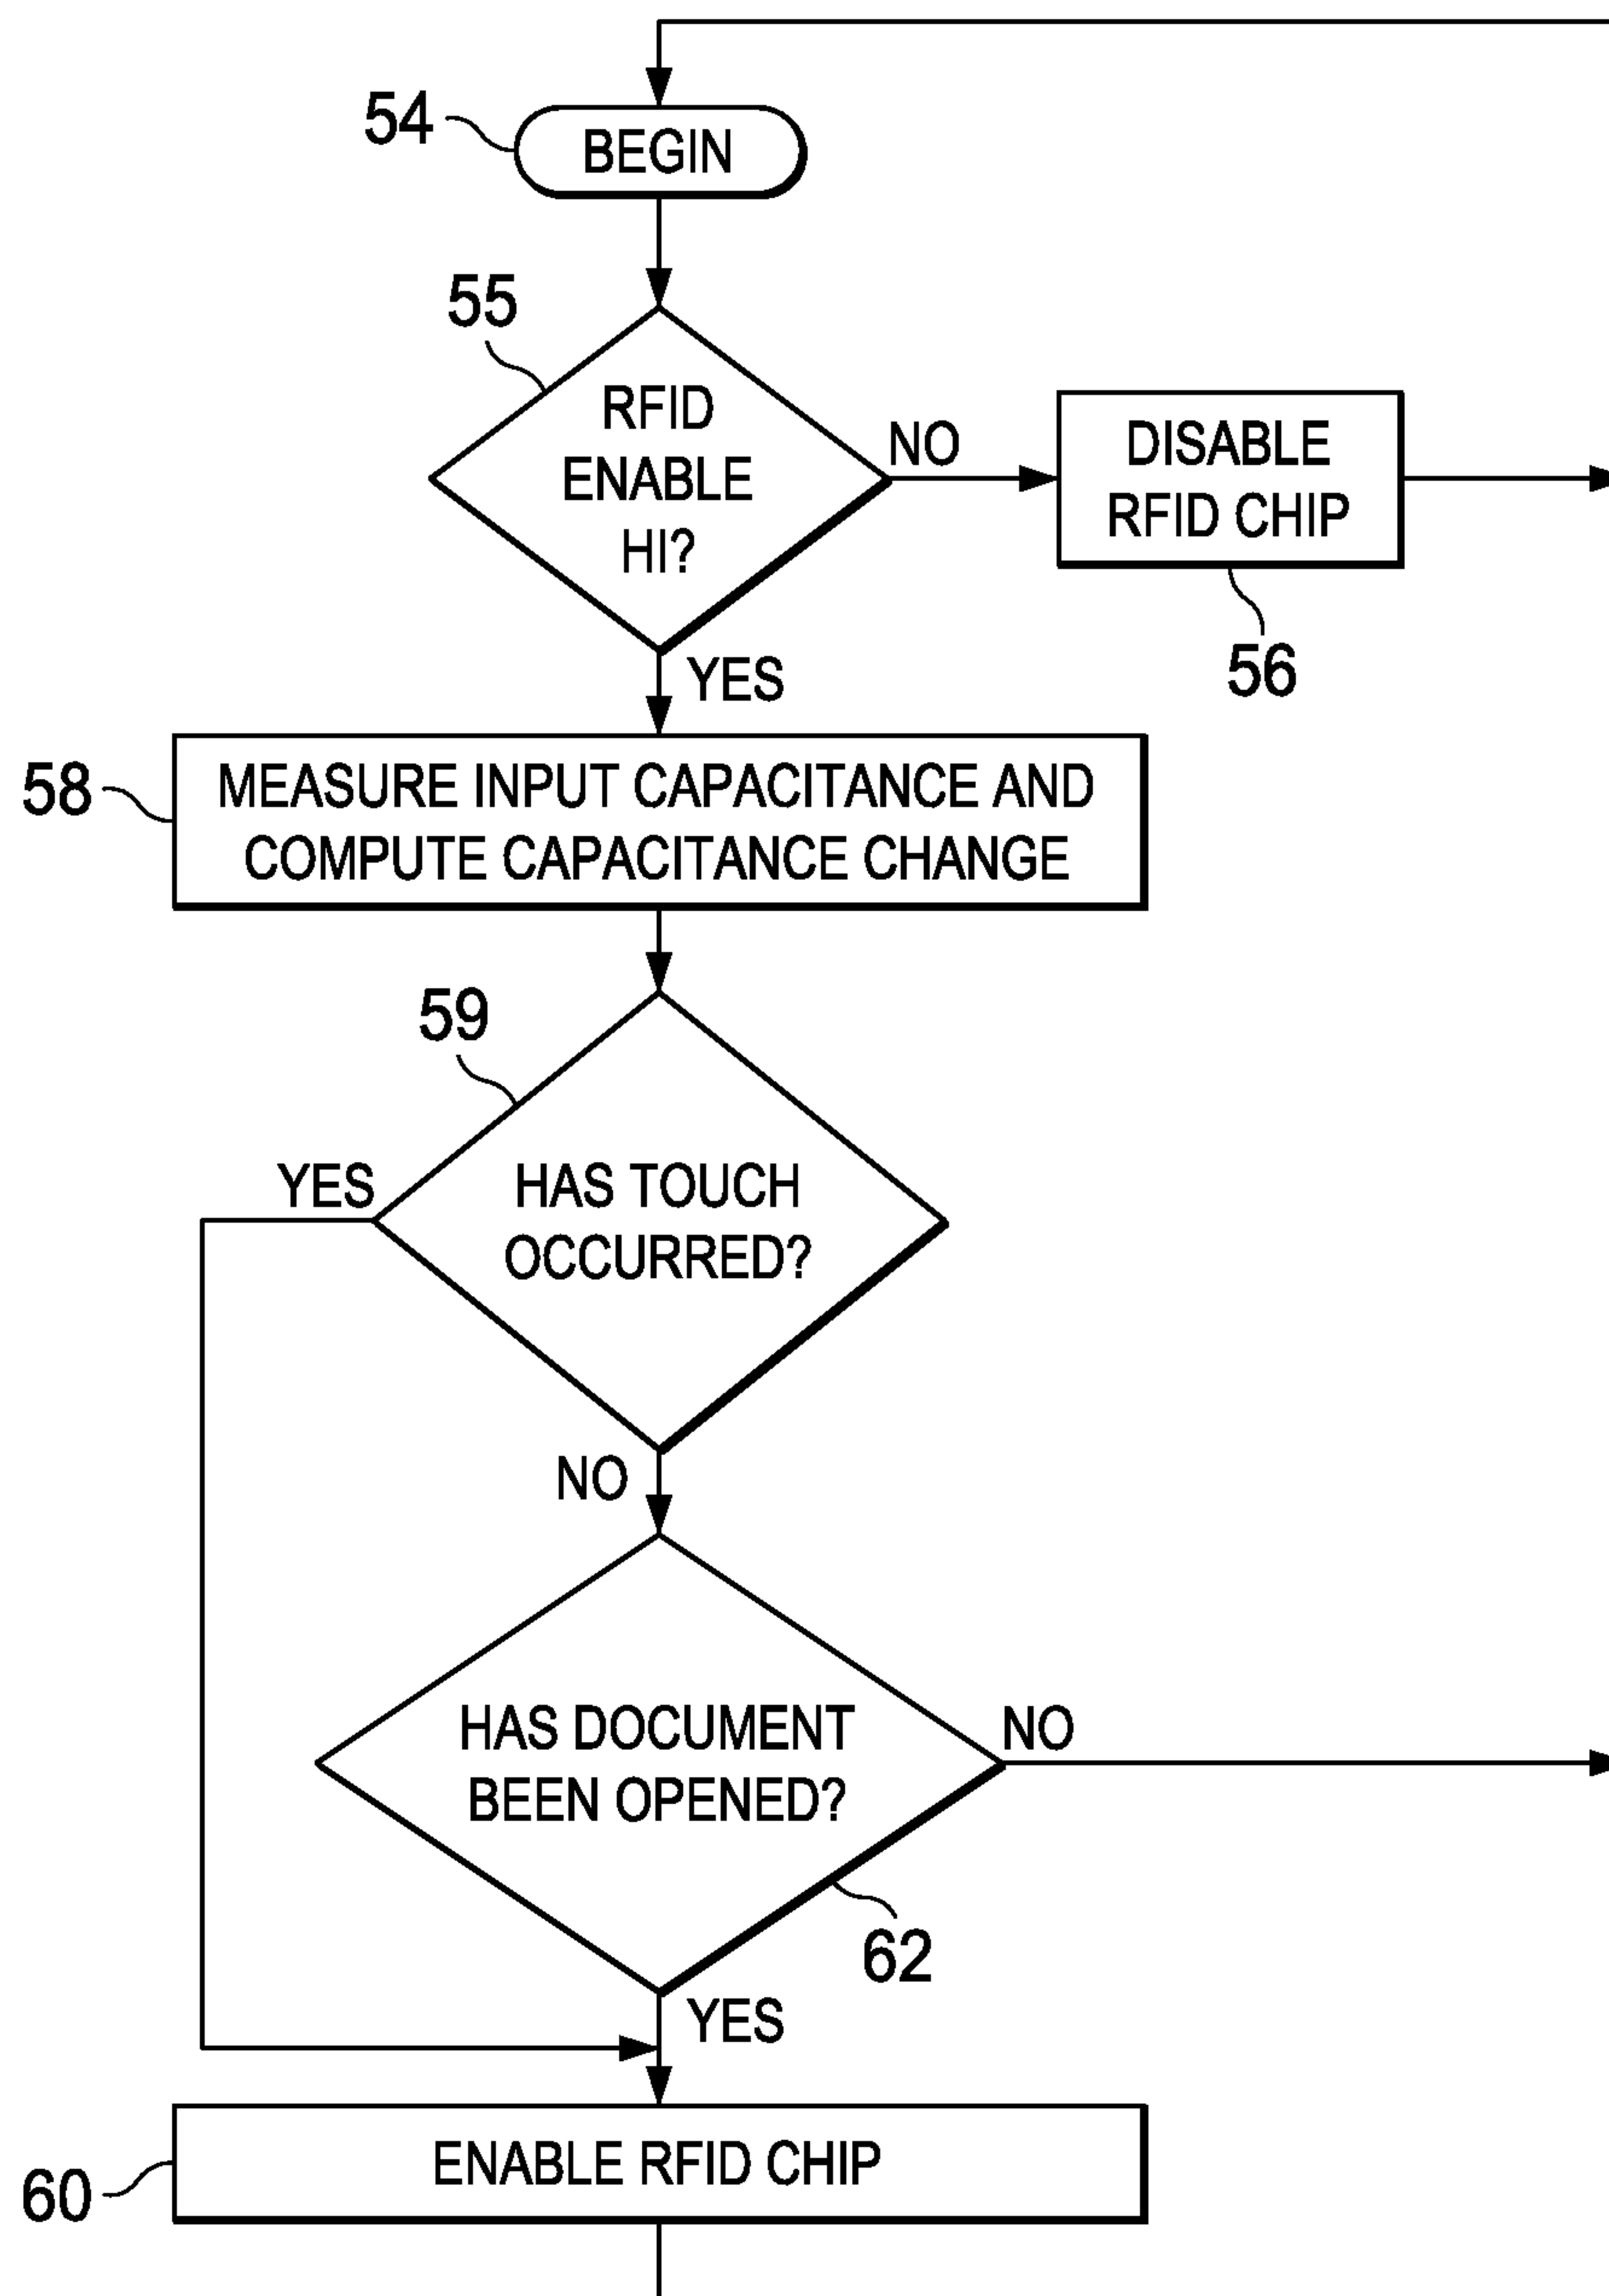 54
BEGIN
55
RFID
ENABLE
HI?
NO
DISABLE
RFID CHIP
56
YES
58
MEASURE INPUT CAPACITANCE AND
COMPUTE CAPACITANCE CHANGE
59
YES
HAS TOUCH
OCCURRED?
NO
HAS DOCUMENT
BEEN OPENED?
NO
62
YES
ENABLE RFID CHIP
60